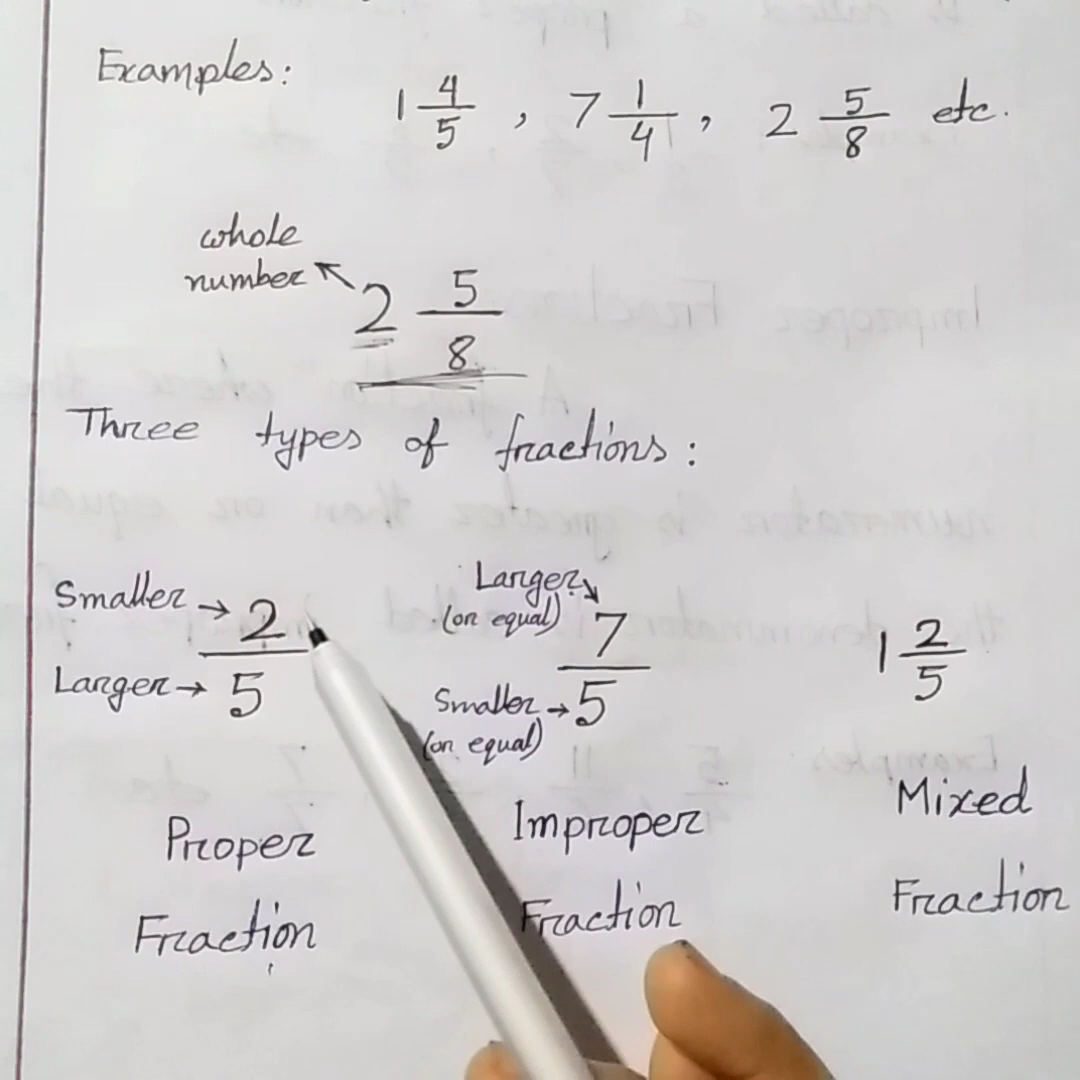 Examples: 1 4/5 , 7 1/4 , 2 5/8 etc.
whole
number
2 5/8
Three types of fractions:
Smaller → 2
Larger → 5
Larger
(or equal) 7
Smaller → 5
(or equal)
1 2/5
Proper
Fraction
Improper
Fraction
Mixed
Fraction